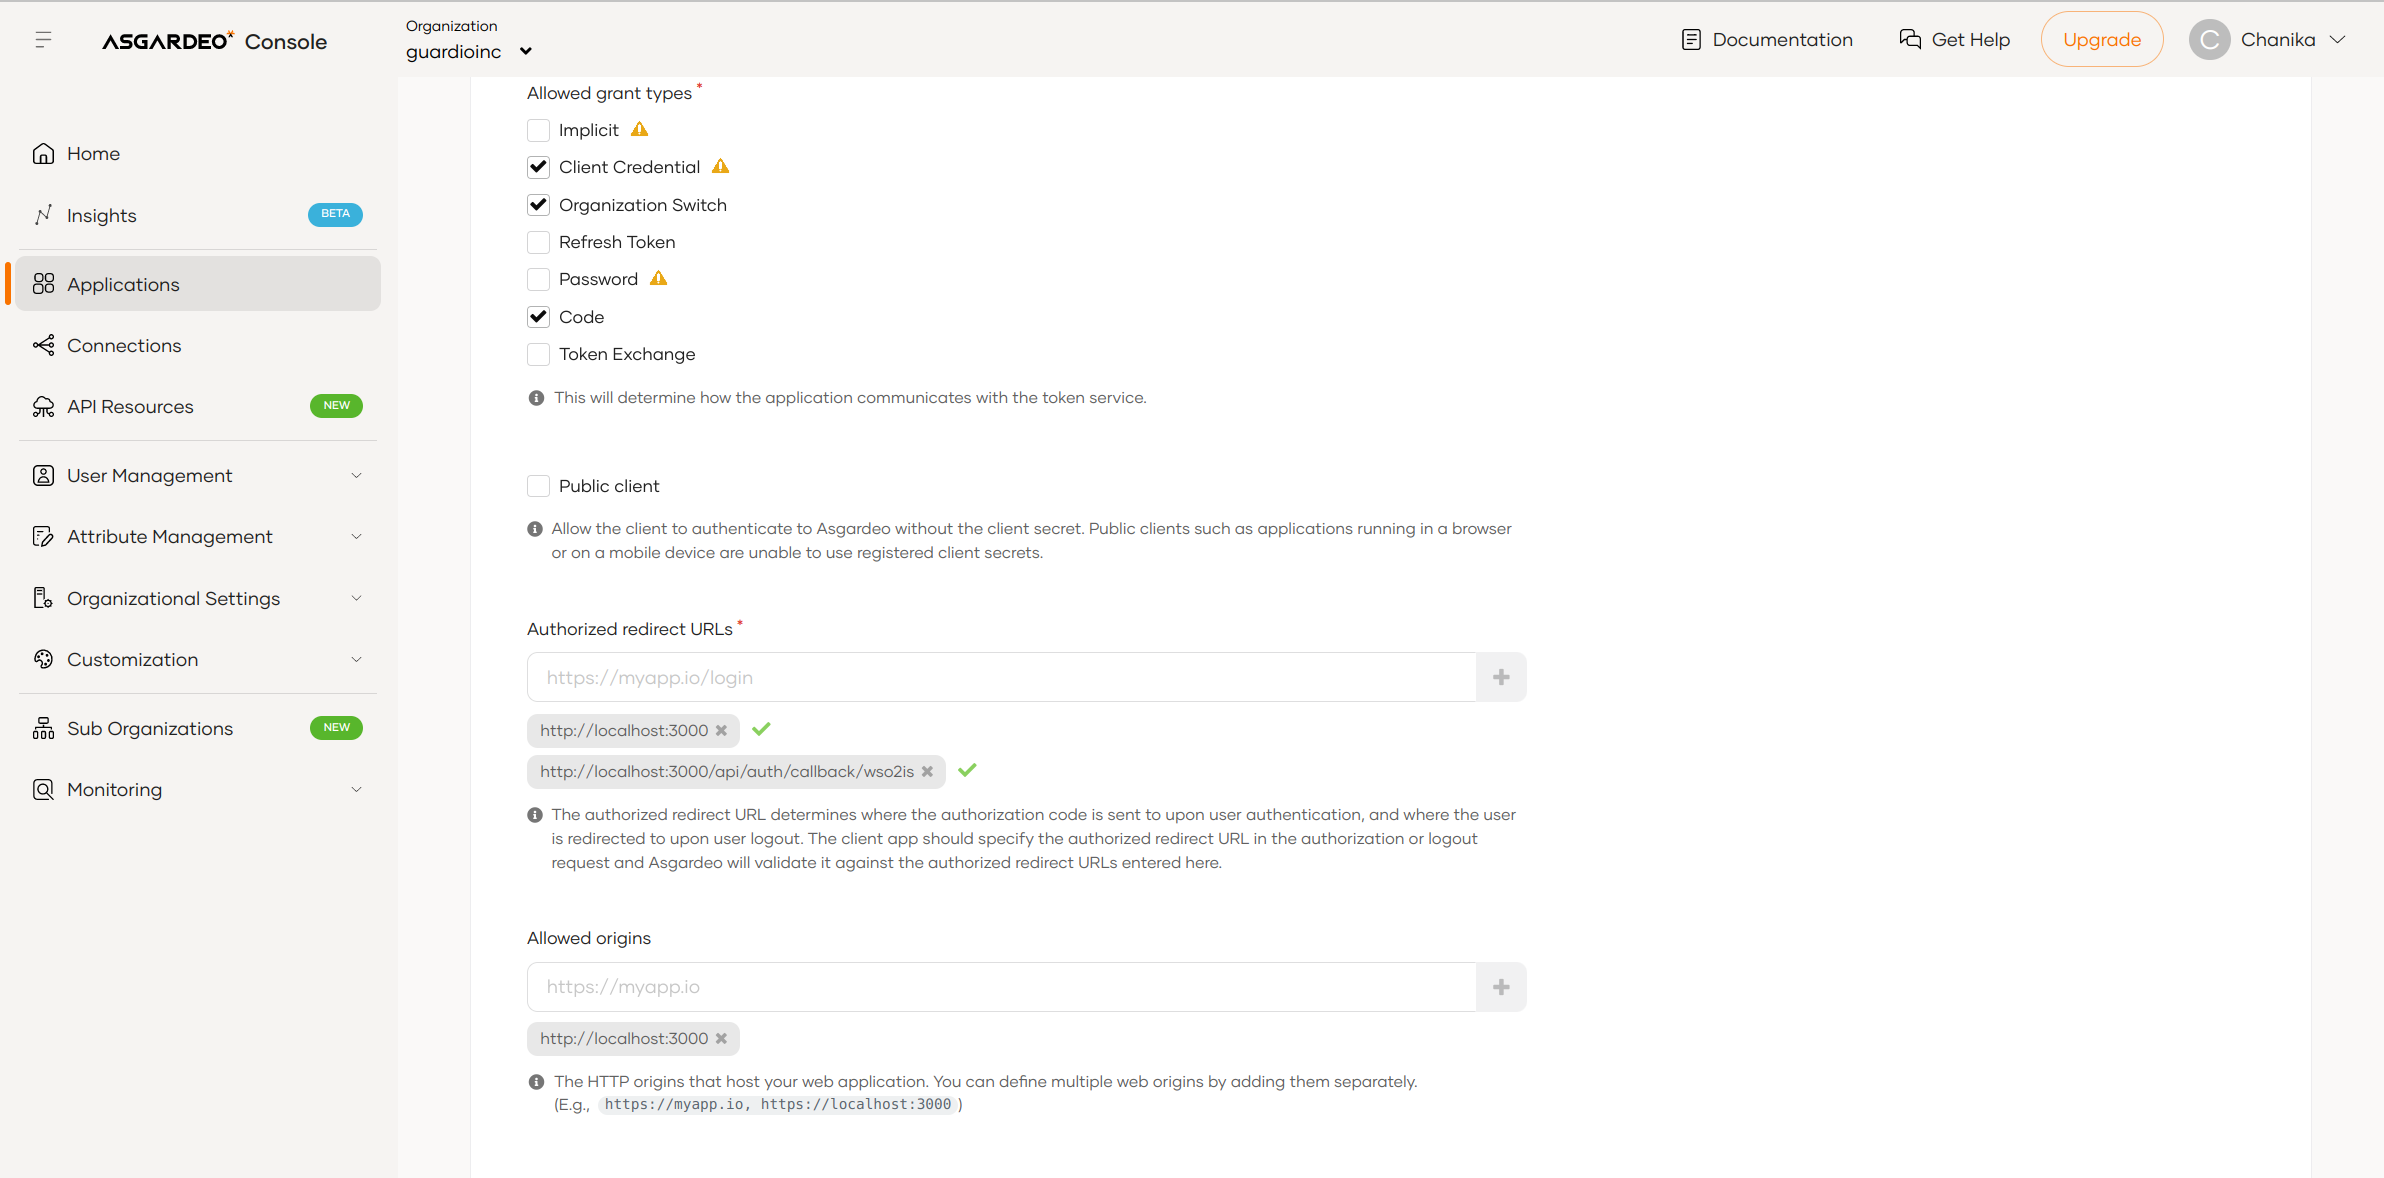 ASGARDEO Console
Organization
guardioinc
Documentation
Get Help
Upgrade
C
Chanika
Home
Insights
BETA
Applications
Connections
API Resources
NEW
User Management
Attribute Management
Organizational Settings
Customization
Sub Organizations
NEW
Monitoring
Allowed grant types *
Implicit
Client Credential
Organization Switch
Refresh Token
Password
Code
Token Exchange
This will determine how the application communicates with the token service.
Public client
Allow the client to authenticate to Asgardeo without the client secret. Public clients such as applications running in a browser
or on a mobile device are unable to use registered client secrets.
Authorized redirect URLs *
https://myapp.io/login
http://localhost:3000
http://localhost:3000/api/auth/callback/wso2is
The authorized redirect URL determines where the authorization code is sent to upon user authentication, and where the user
is redirected to upon user logout. The client app should specify the authorized redirect URL in the authorization or logout
request and Asgardeo will validate it against the authorized redirect URLs entered here.
Allowed origins
https://myapp.io
http://localhost:3000
The HTTP origins that host your web application. You can define multiple web origins by adding them separately.
(E.g., https://myapp.io, https://localhost:3000 )